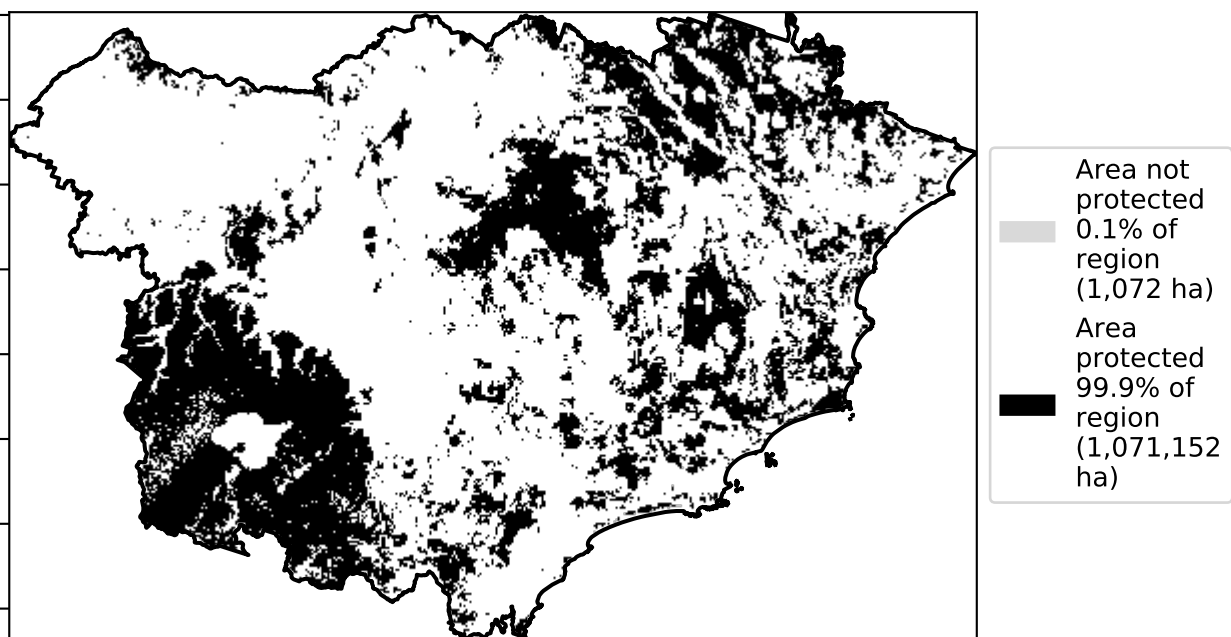 Area not
protected
0.1% of
region
(1,072 ha)
Area
protected
99.9% of
region
(1,071,152
ha)